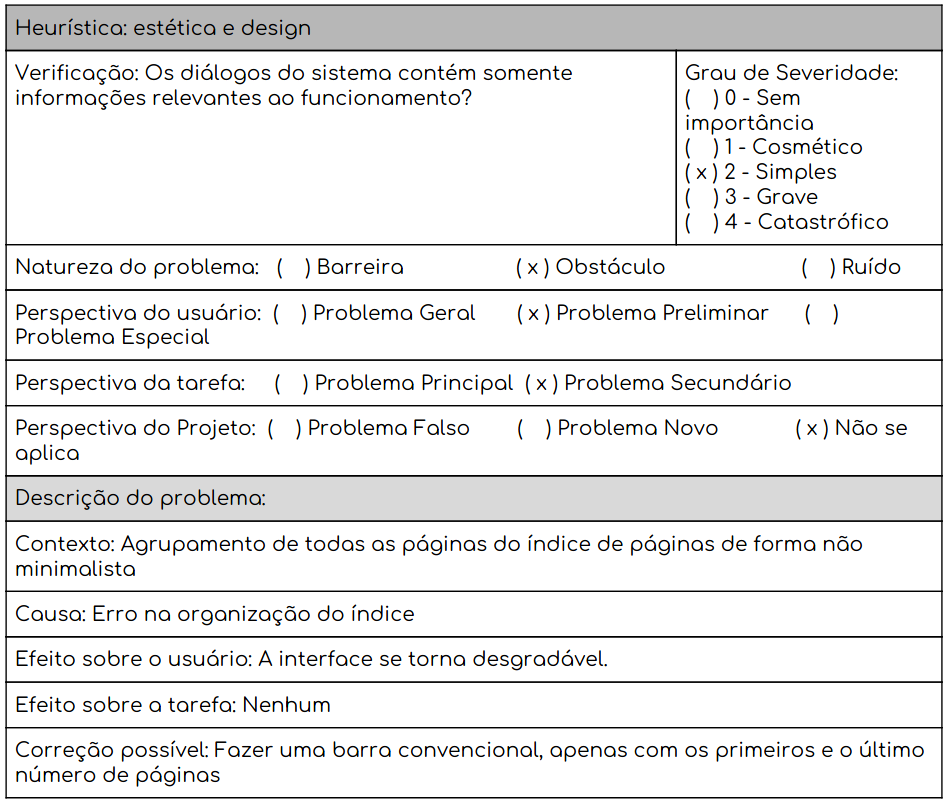 Heurística: estética e design
Verificação: Os diálogos do sistema contém somente
informações relevantes ao funcionamento?
Grau de Severidade:
(   ) 0 - Sem
importância
(   ) 1 - Cosmético
( x ) 2 - Simples
(   ) 3 - Grave
(   ) 4 - Catastrófico
Natureza do problema:   (   ) Barreira   ( x ) Obstáculo   (   ) Ruído
Perspectiva do usuário:  (   ) Problema Geral   ( x ) Problema Preliminar   (   )
Problema Especial
Perspectiva da tarefa:   (   ) Problema Principal  ( x ) Problema Secundário
Perspectiva do Projeto:  (   ) Problema Falso   (   ) Problema Novo   ( x ) Não se
aplica
Descrição do problema:
Contexto: Agrupamento de todas as páginas do índice de páginas de forma não
minimalista
Causa: Erro na organização do índice
Efeito sobre o usuário: A interface se torna desgradável.
Efeito sobre a tarefa: Nenhum
Correção possível: Fazer uma barra convencional, apenas com os primeiros e o último
número de páginas